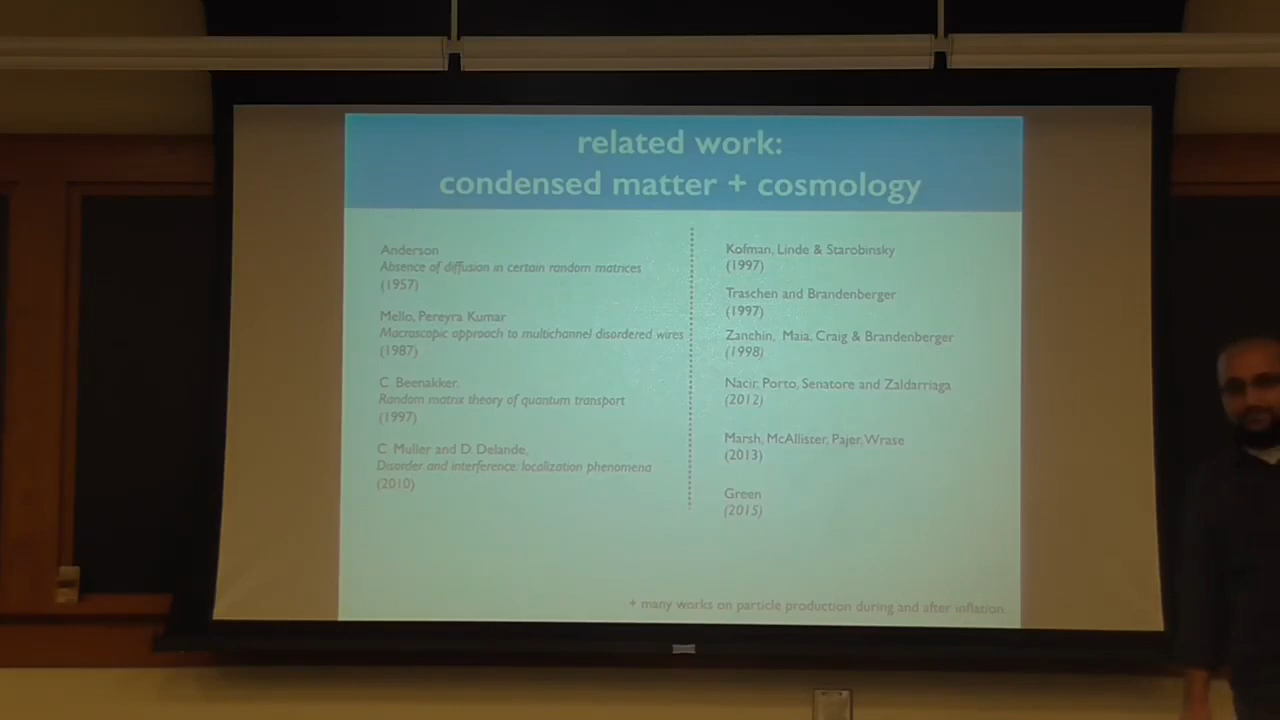 related work:
condensed matter + cosmology
Anderson
Absence of diffusion in certain random matrices
(1957)
Mello, Pereyra Kumar
Macroscopic approach to multichannel disordered wires
(1987)
C. Beenakker,
Random matrix theory of quantum transport
(1997)
C. Muller and D. Delande,
Disorder and interference: localization phenomena
(2010)
Kofman, Linde & Starobinsky
(1997)
Traschen and Brandenberger
(1997)
Zanchin, Maia, Craig & Brandenberger
(1998)
Nacir, Porto, Senatore and Zaldarriaga
(2012)
Marsh, McAllister, Pajer, Wrase
(2013)
Green
(2015)
+ many works on particle production during and after inflation